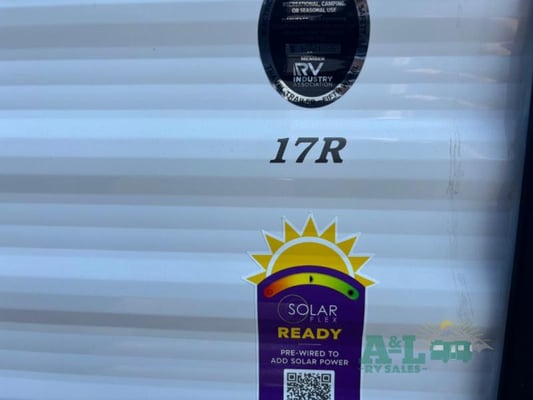 RECREATIONAL, CAMPING
OR SEASONAL USE
MEMBER
RV
INDUSTRY
ASSOCIATION
17R
SOLAR
FLEX
READY
PRE-WIRED TO
ADD SOLAR POWER
A&L
RV SALES